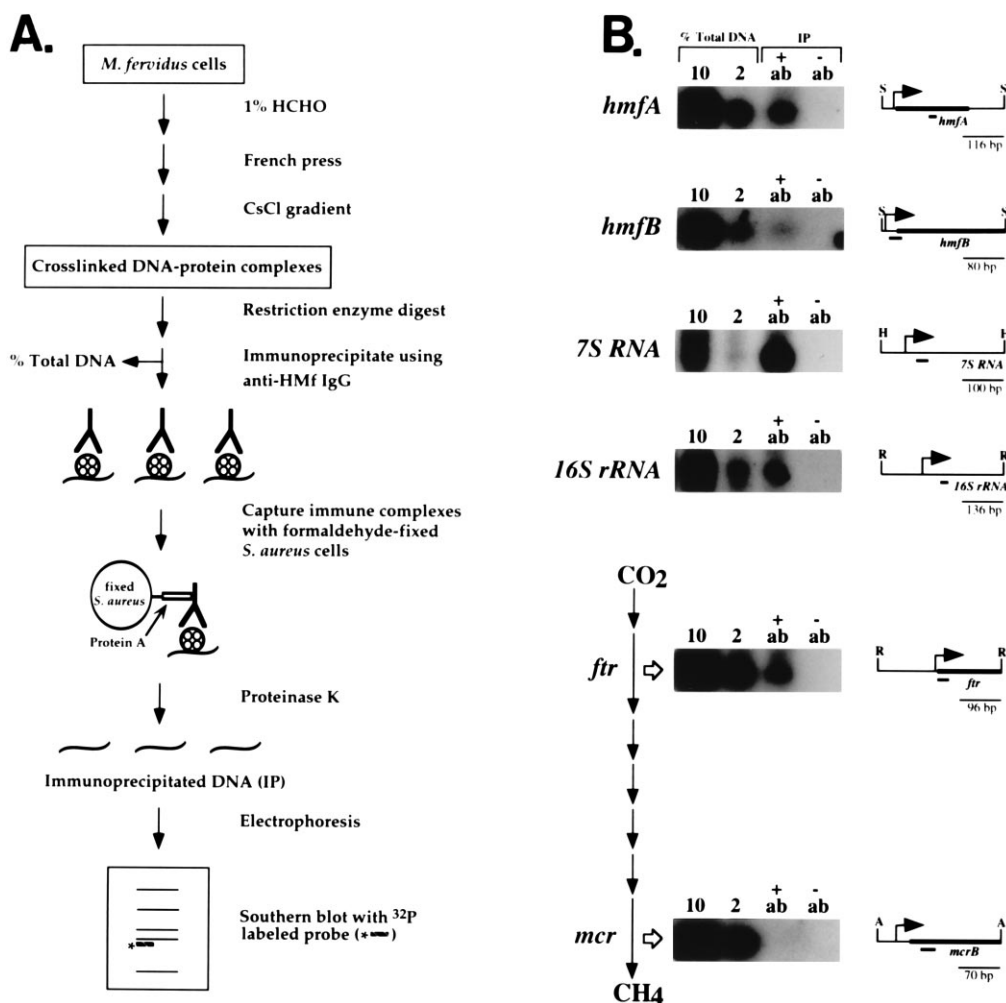 A.
M. fervidus cells
1% HCHO
French press
CsCl gradient
Crosslinked DNA-protein complexes
Restriction enzyme digest
% Total DNA
Immunoprecipitate using
anti-HMf IgG
Capture immune complexes
with formaldehyde-fixed
S. aureus cells
fixed
S. aureus
Protein A
Proteinase K
Immunoprecipitated DNA (IP)
Electrophoresis
Southern blot with 32P
labeled probe (* )
*
B.
% Total DNA IP
+ -
10 2 ab ab
hmfA
S S
hmfA
116 bp
+ -
10 2 ab ab
hmfB
S S
hmfB
80 bp
+ -
10 2 ab ab
7S RNA
H H
7S RNA
100 bp
+ -
10 2 ab ab
16S rRNA
R R
16S rRNA
136 bp
CO2
+ -
10 2 ab ab
ftr
R R
ftr
96 bp
+ -
10 2 ab ab
mcr
A A
mcrB
70 bp
CH4